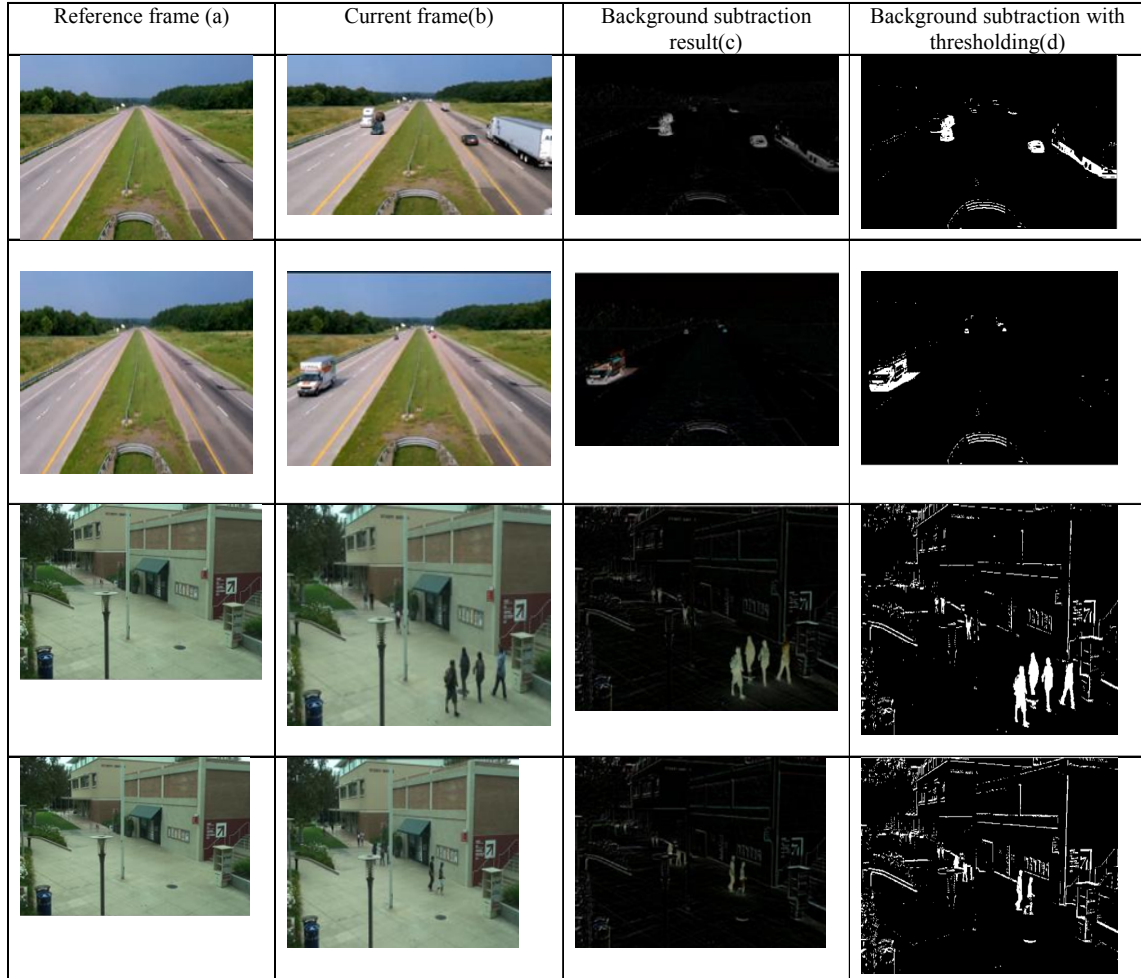 Reference frame (a)
Current frame(b)
Background subtraction
result(c)
Background subtraction with
thresholding(d)